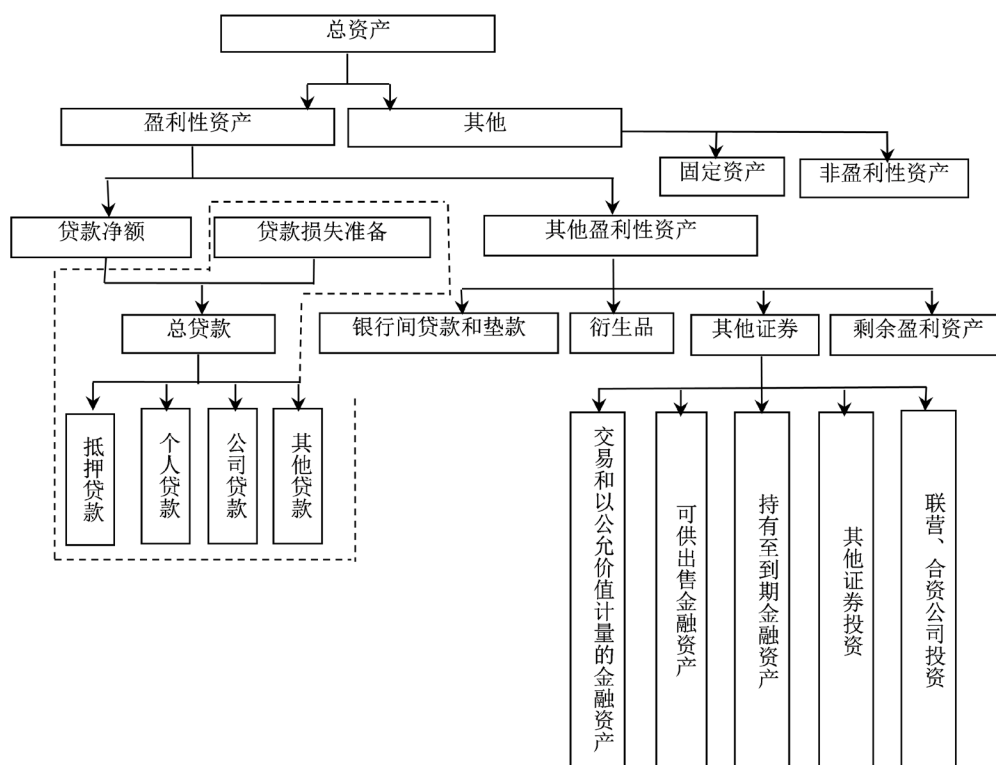 总资产
盈利性资产
其他
固定资产
非盈利性资产
贷款净额
贷款损失准备
其他盈利性资产
总贷款
银行间贷款和垫款
衍生品
其他证券
剩余盈利资产
抵押贷款
个人贷款
公司贷款
其他贷款
交易和以公允价值计量的金融资产
可供出售金融资产
持有至到期金融资产
其他证券投资
联营、合资公司投资